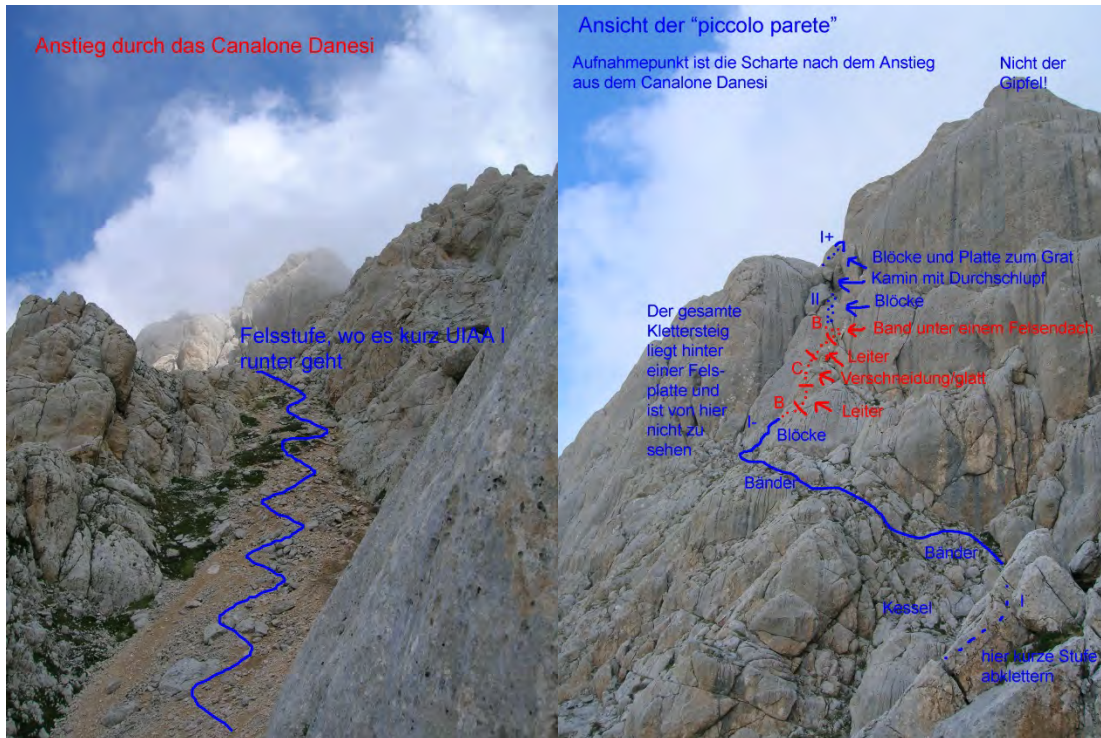 Anstieg durch das Canalone Danesi
Felsstufe, wo es kurz UIAA I
runter geht
Ansicht der "piccolo parete"
Aufnahmepunkt ist die Scharte nach dem Anstieg
aus dem Canalone Danesi
Nicht der
Gipfel!
I+
Blöcke und Platte zum Grat
Kamin mit Durchschlupf
II
Blöcke
B
Band unter einem Felsendach
Leiter
C
Verschneidung/glatt
B
Leiter
Der gesamte
Klettersteig
liegt hinter
einer Fels-
platte und
ist von hier
nicht zu
sehen
I-
Blöcke
Bänder
Bänder
Kessel
I
hier kurze Stufe
abklettern